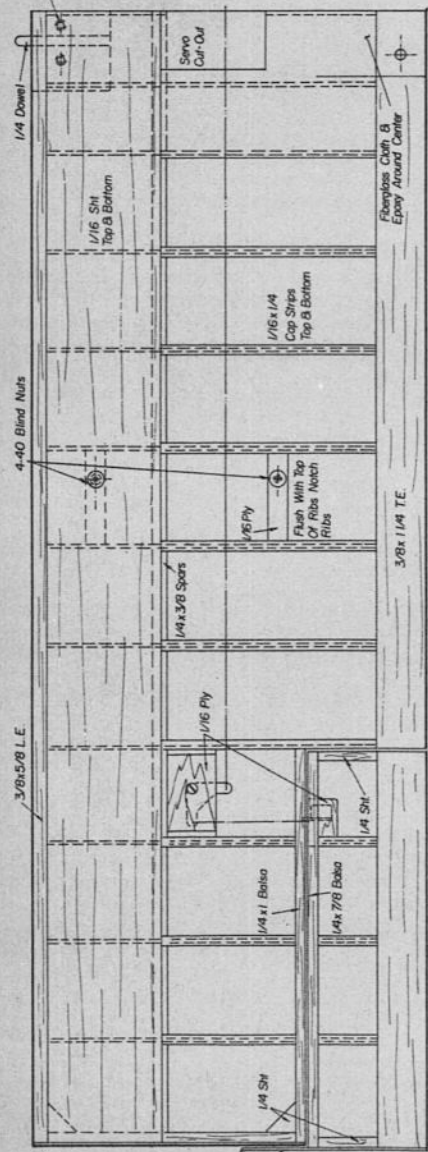 1/4 Dowel
Servo
Cut-Out
1/16 Sht
Top & Bottom
Fiberglass Cloth &
Epoxy Around Center
1/16 x 1/4
Cap Strips
Top & Bottom
4-40 Blind Nuts
1/16 Ply
Flush With Top
Of Ribs Notch
Ribs
3/8 x 1 1/4 T.E.
1/4 x 3/8 Spars
3/8x5/8 L.E.
1/16 Ply
1/4 Sht
1/4 x 1 Balsa
1/4 x 7/8 Balsa
1/4 Sht